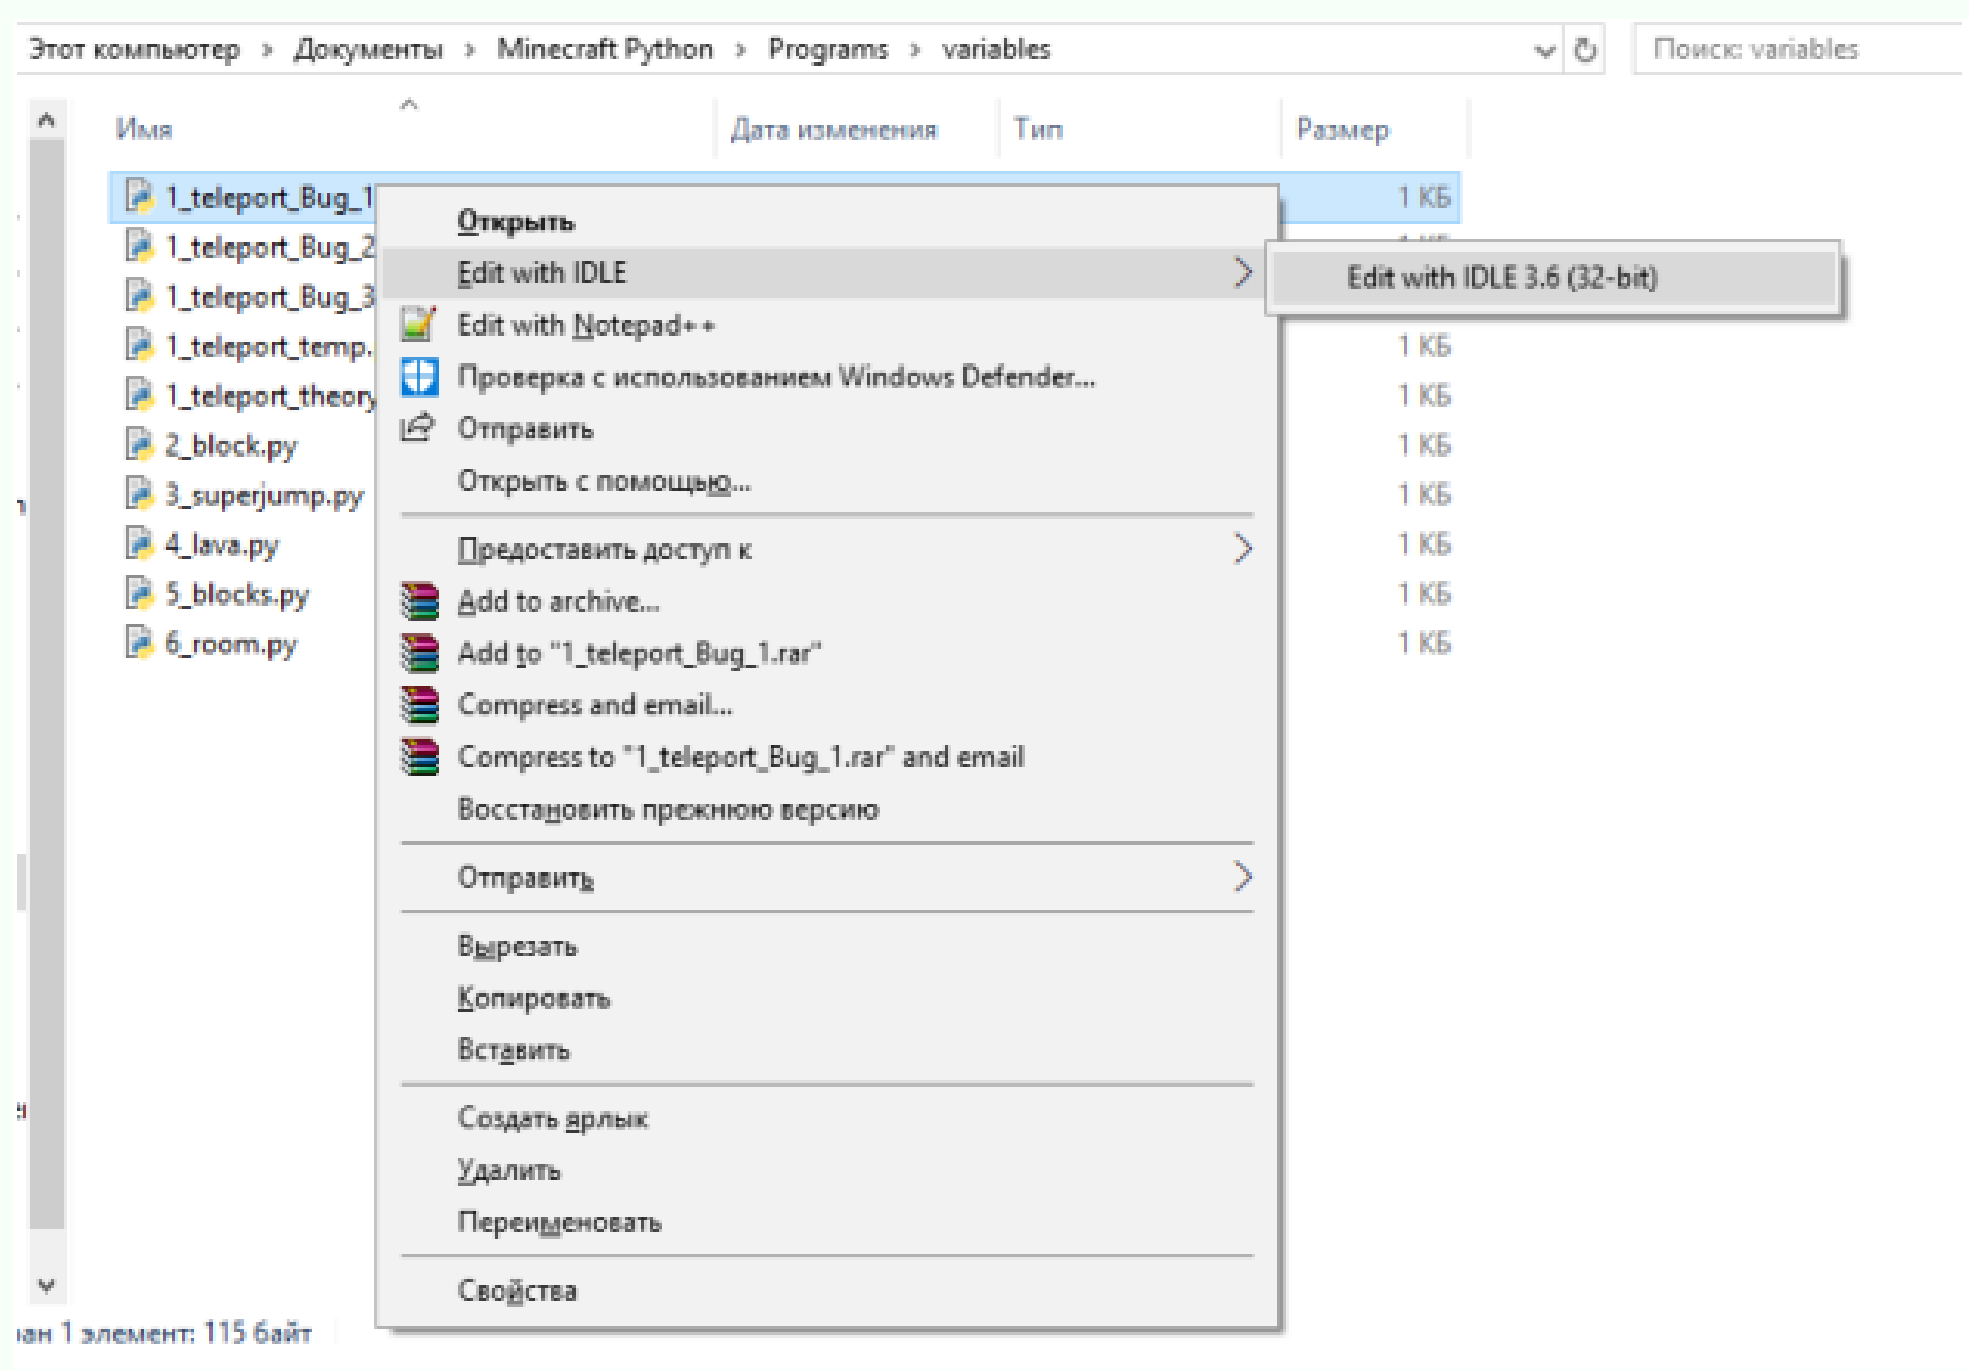 Этот компьютер > Документы > Minecraft Python > Programs > variables
Поиск: variables
Имя Дата изменения Тип Размер
1_teleport_Bug_1 1 КБ
1_teleport_Bug_2
1_teleport_Bug_3
1_teleport_temp. 1 КБ
1_teleport_theory 1 КБ
2_block.py 1 КБ
3_superjump.py 1 КБ
4_lava.py 1 КБ
5_blocks.py 1 КБ
6_room.py 1 КБ
Открыть
Edit with IDLE
Edit with IDLE 3.6 (32-bit)
Edit with Notepad++
Проверка с использованием Windows Defender...
Отправить
Открыть с помощью...
Предоставить доступ к
Add to archive...
Add to "1_teleport_Bug_1.rar"
Compress and email...
Compress to "1_teleport_Bug_1.rar" and email
Восстановить прежнюю версию
Отправить
Вырезать
Копировать
Вставить
Создать ярлык
Удалить
Переименовать
Свойства
1 элемент: 115 байт